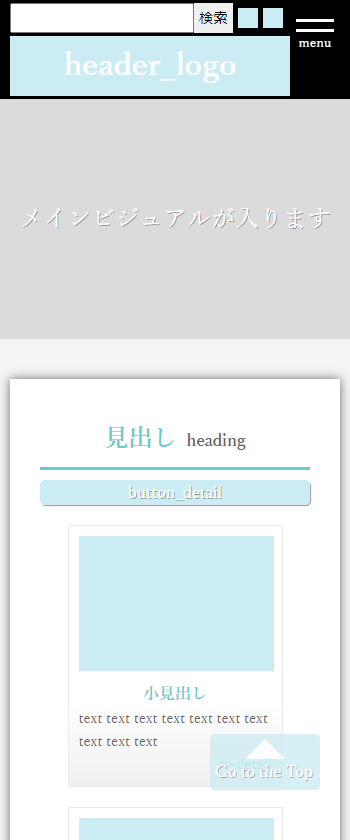 検索
menu
header_logo
メインビジュアルが入ります
見出し heading
button_detail
小見出し
text text text text text text text
text text text
detail
Go to the Top